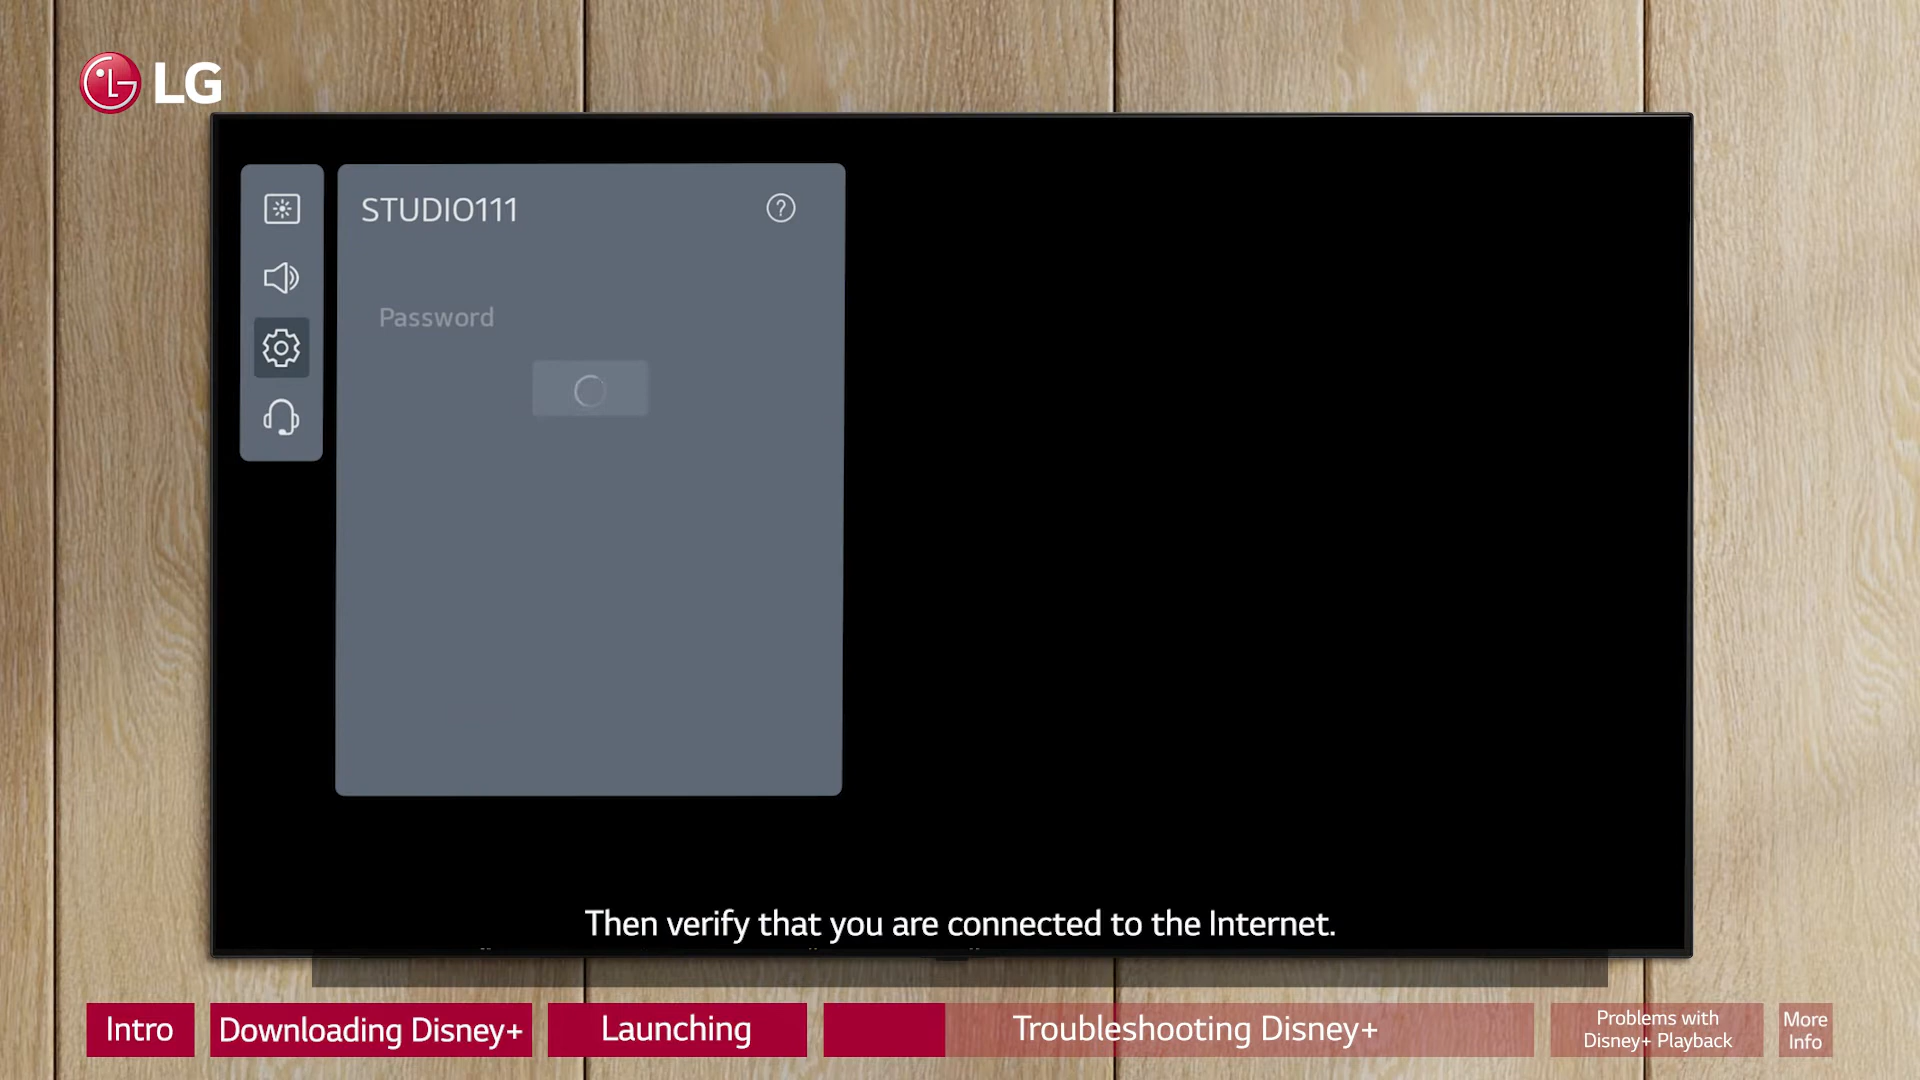 LG
STUDIO111
Password
Then verify that you are connected to the Internet.
Intro
Downloading Disney+
Launching
Troubleshooting Disney+
Problems with
Disney+ Playback
More
Info